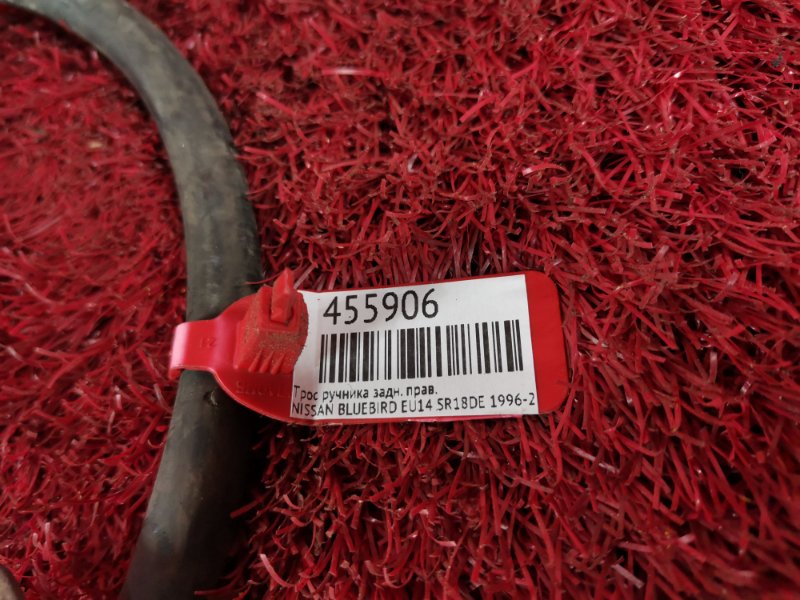 455906
Трос ручника задн. прав.
NISSAN BLUEBIRD EU14 SR18DE 1996-2